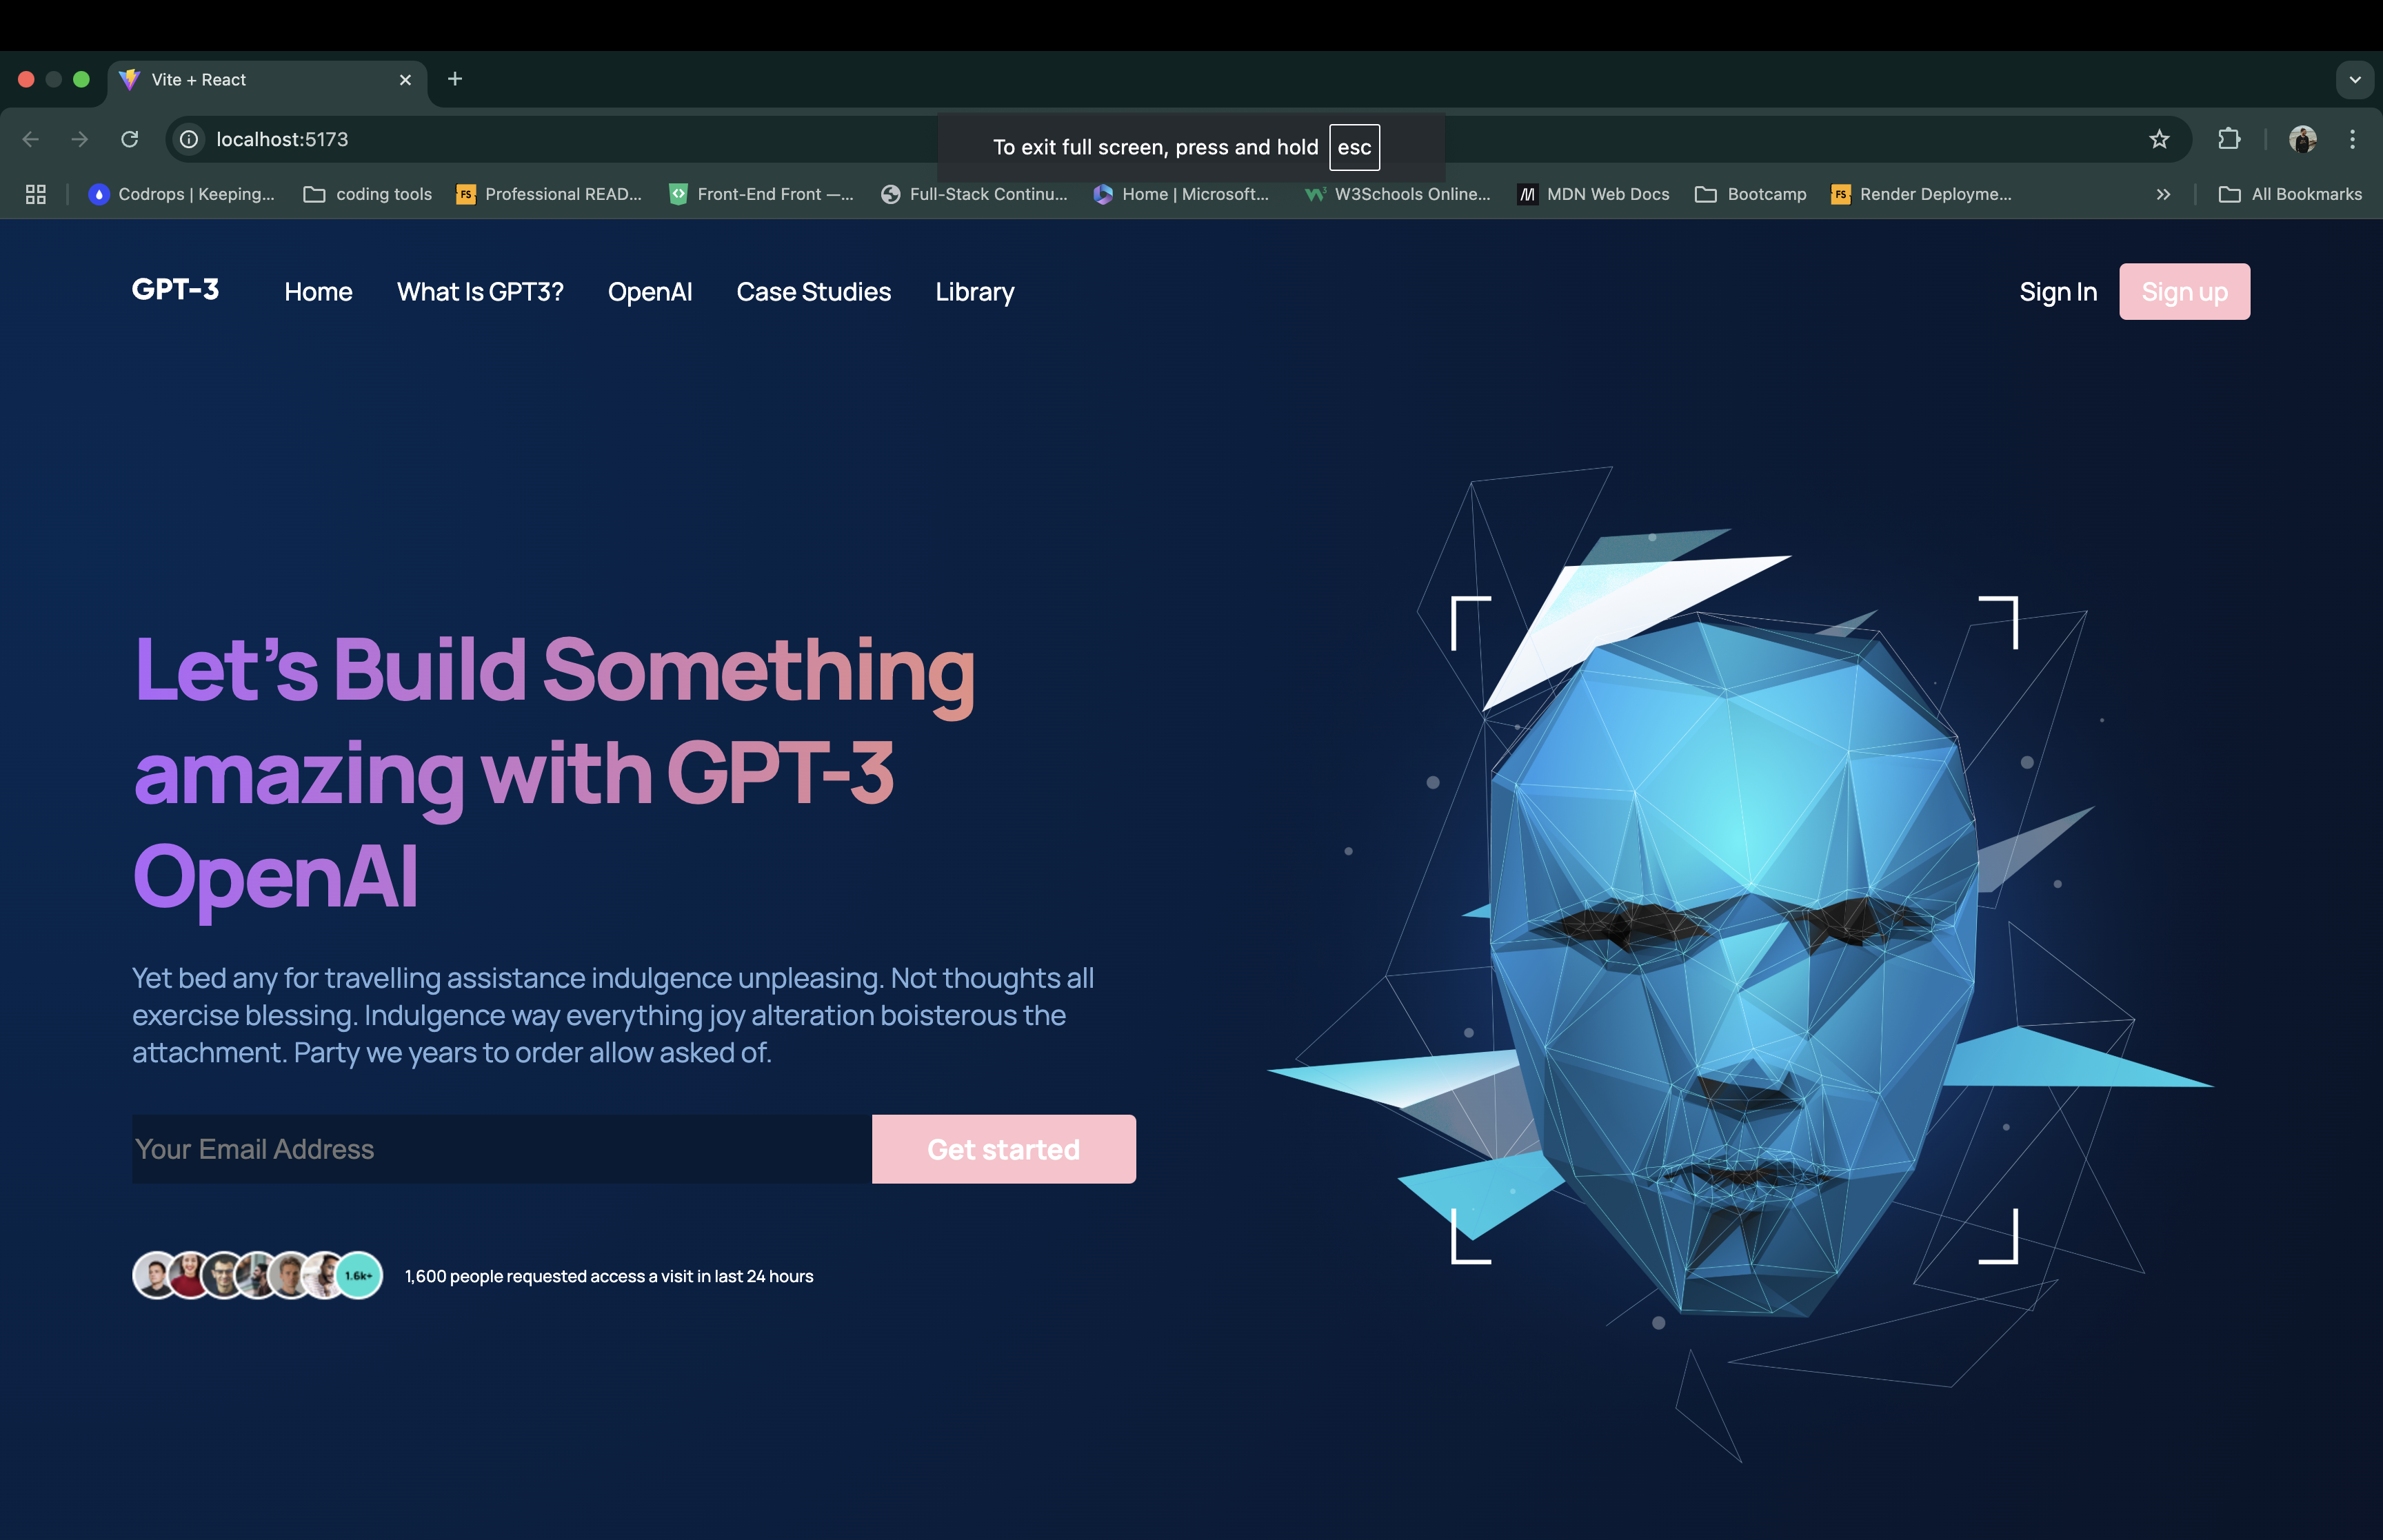 Vite + React
localhost:5173
To exit full screen, press and hold esc
Codrops | Keeping... coding tools FS Professional READ... Front-End Front —... Full-Stack Continu... Home | Microsoft... W3Schools Online... MDN Web Docs Bootcamp FS Render Deployme... All Bookmarks
GPT-3 Home What Is GPT3? OpenAI Case Studies Library Sign In Sign up
Let’s Build Something
amazing with GPT-3
OpenAI
Yet bed any for travelling assistance indulgence unpleasing. Not thoughts all
exercise blessing. Indulgence way everything joy alteration boisterous the
attachment. Party we years to order allow asked of.
Your Email Address Get started
1.6k+ 1,600 people requested access a visit in last 24 hours